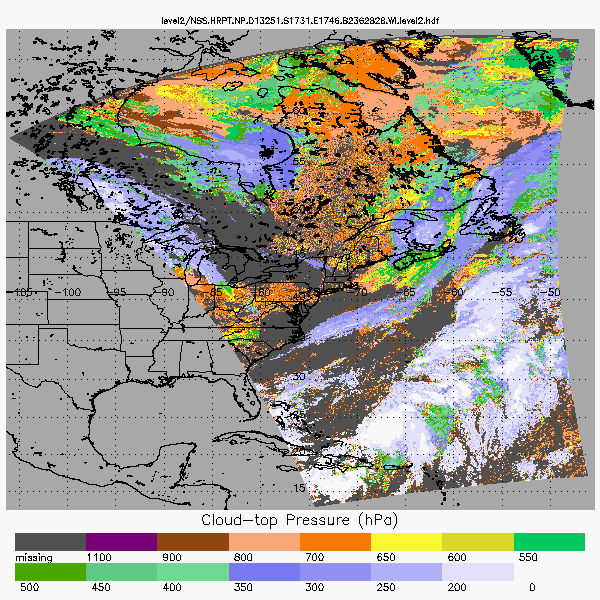 level2/NSS.HRPT.NP.D13251.S1731.E1746.B2362828.WI.level2.hdf
55
-105 -100 -95 -90 -80 -70 -65 -60 -55 -50
30
15
Cloud-top Pressure (hPa)
missing 1100 900 800 700 650 600 550
500 450 400 350 300 250 200 0